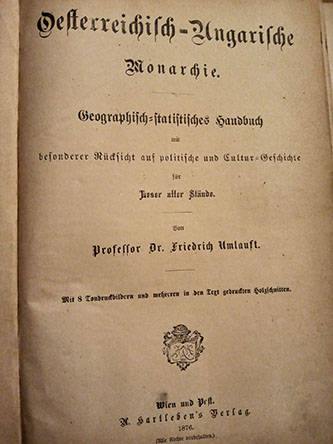 Oesterreichisch-Ungarische
Monarchie.
Geographisch-statistisches Handbuch
mit
besonderer Rücksicht auf politische und Cultur-Geschichte
für
Leser aller Stände.
Von
Professor Dr. Friedrich Umlauft.
Mit 8 Tondruckbildern und mehreren in den Text gedruckten Holzschnitten.
Wien und Pest.
A. Hartleben's Verlag.
1876.
(Alle Rechte vorbehalten.)